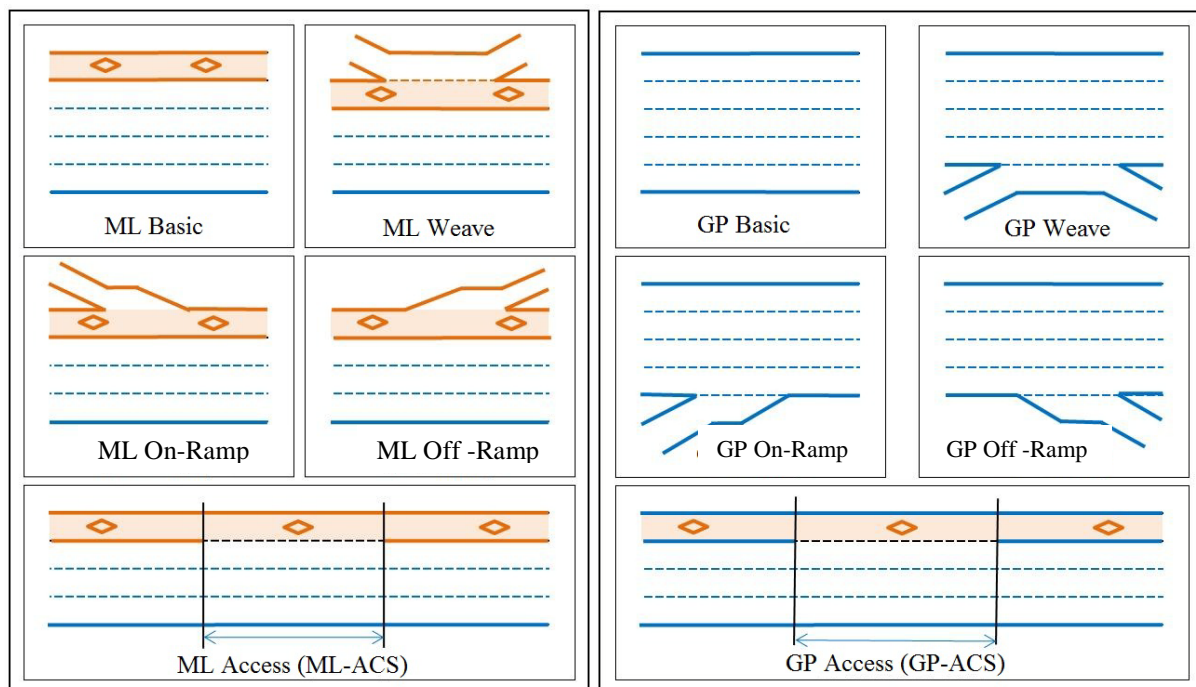 ML Basic
ML Weave
ML On-Ramp
ML Off -Ramp
ML Access (ML-ACS)
GP Basic
GP Weave
GP On-Ramp
GP Off -Ramp
GP Access (GP-ACS)